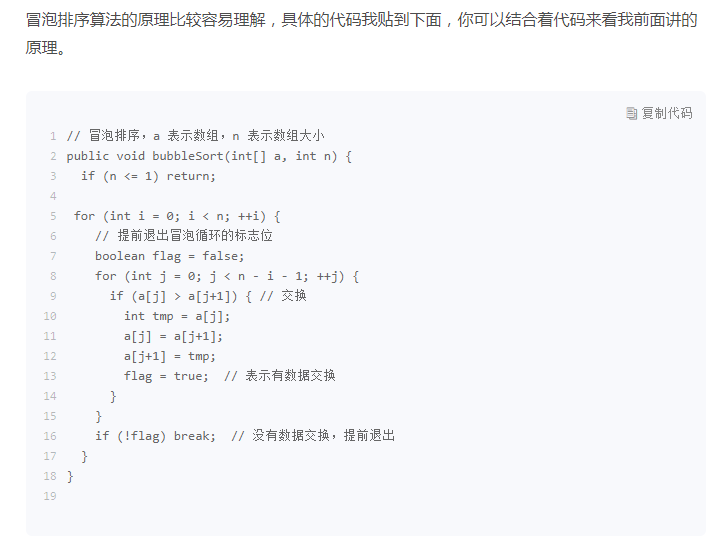 冒泡排序算法的原理比较容易理解，具体的代码我贴到下面，你可以结合着代码来看我前面讲的
原理。
复制代码
1 // 冒泡排序，a 表示数组，n 表示数组大小
2 public void bubbleSort(int[] a, int n) {
3   if (n <= 1) return;
4
5  for (int i = 0; i < n; ++i) {
6     // 提前退出冒泡循环的标志位
7     boolean flag = false;
8     for (int j = 0; j < n - i - 1; ++j) {
9       if (a[j] > a[j+1]) { // 交换
10         int tmp = a[j];
11         a[j] = a[j+1];
12         a[j+1] = tmp;
13         flag = true;  // 表示有数据交换
14       }
15     }
16     if (!flag) break;  // 没有数据交换，提前退出
17   }
18 }
19